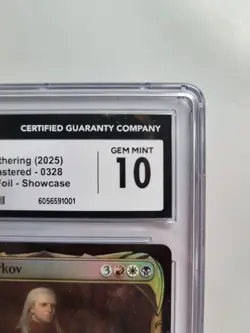 CERTIFIED GUARANTY COMPANY
thering (2025)
astered - 0328
Foil - Showcase
6056591001
GEM MINT
10
rkov
3